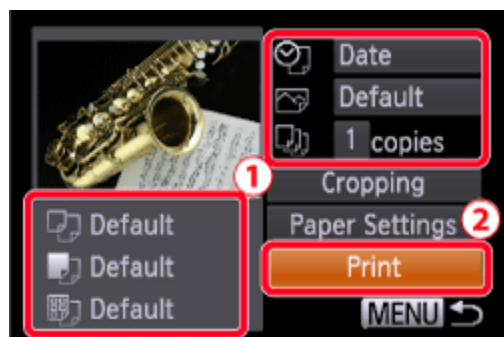 Date
Default
1 copies
1
Cropping
Default
Paper Settings 2
Default
Print
Default
MENU